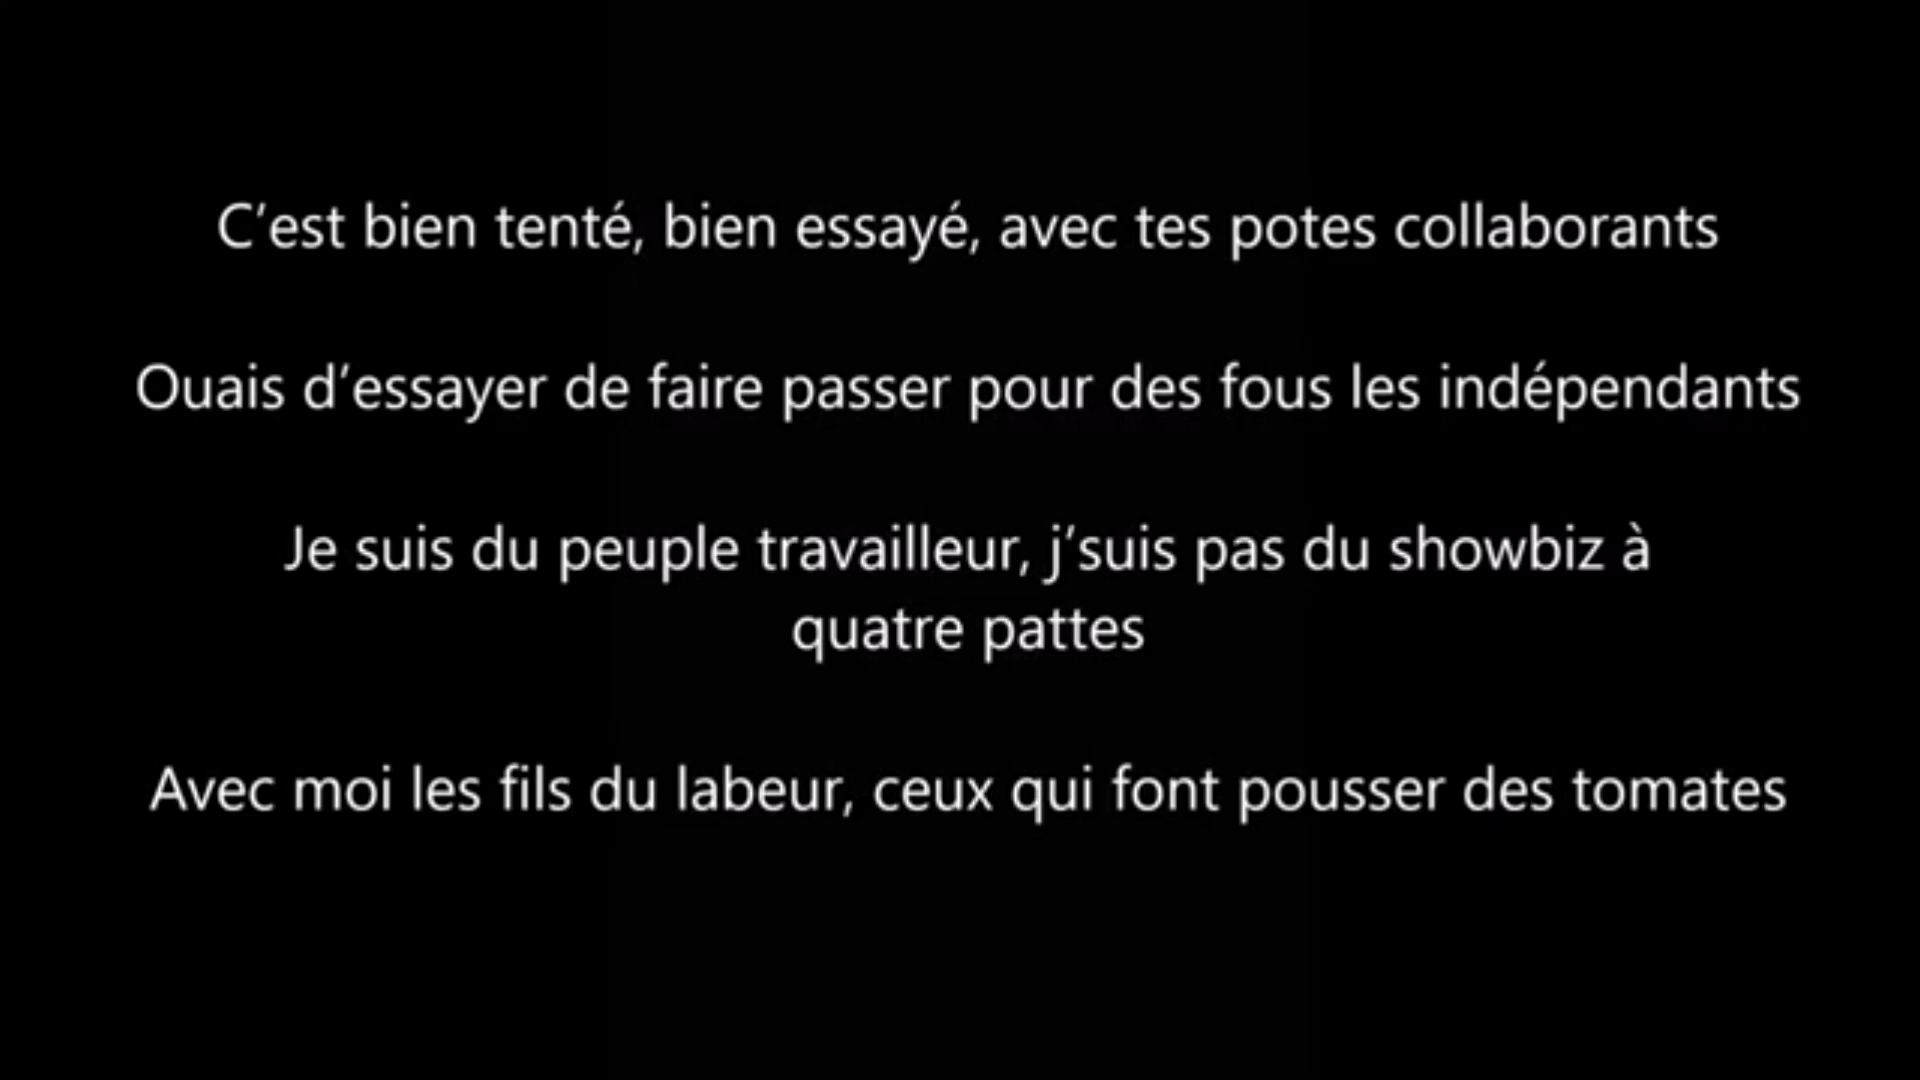 C’est bien tenté, bien essayé, avec tes potes collaborants
Ouais d’essayer de faire passer pour des fous les indépendants
Je suis du peuple travailleur, j’suis pas du showbiz à
quatre pattes
Avec moi les fils du labeur, ceux qui font pousser des tomates